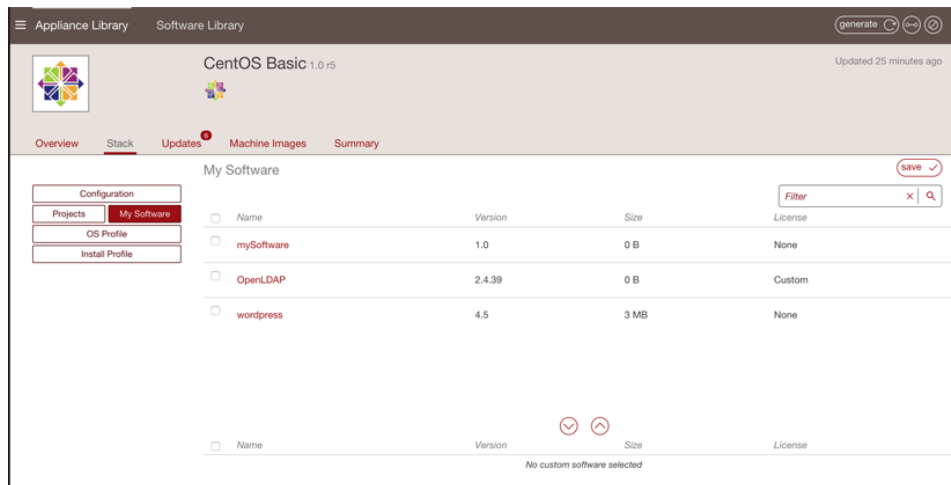 Appliance Library Software Library generate
CentOS Basic 1.0 r5 Updated 25 minutes ago
Overview Stack Updates 6 Machine Images Summary
My Software save
Configuration
Projects My Software
OS Profile
Install Profile
Filter
Name Version Size License
mySoftware 1.0 0 B None
OpenLDAP 2.4.39 0 B Custom
wordpress 4.5 3 MB None
Name Version Size License
No custom software selected